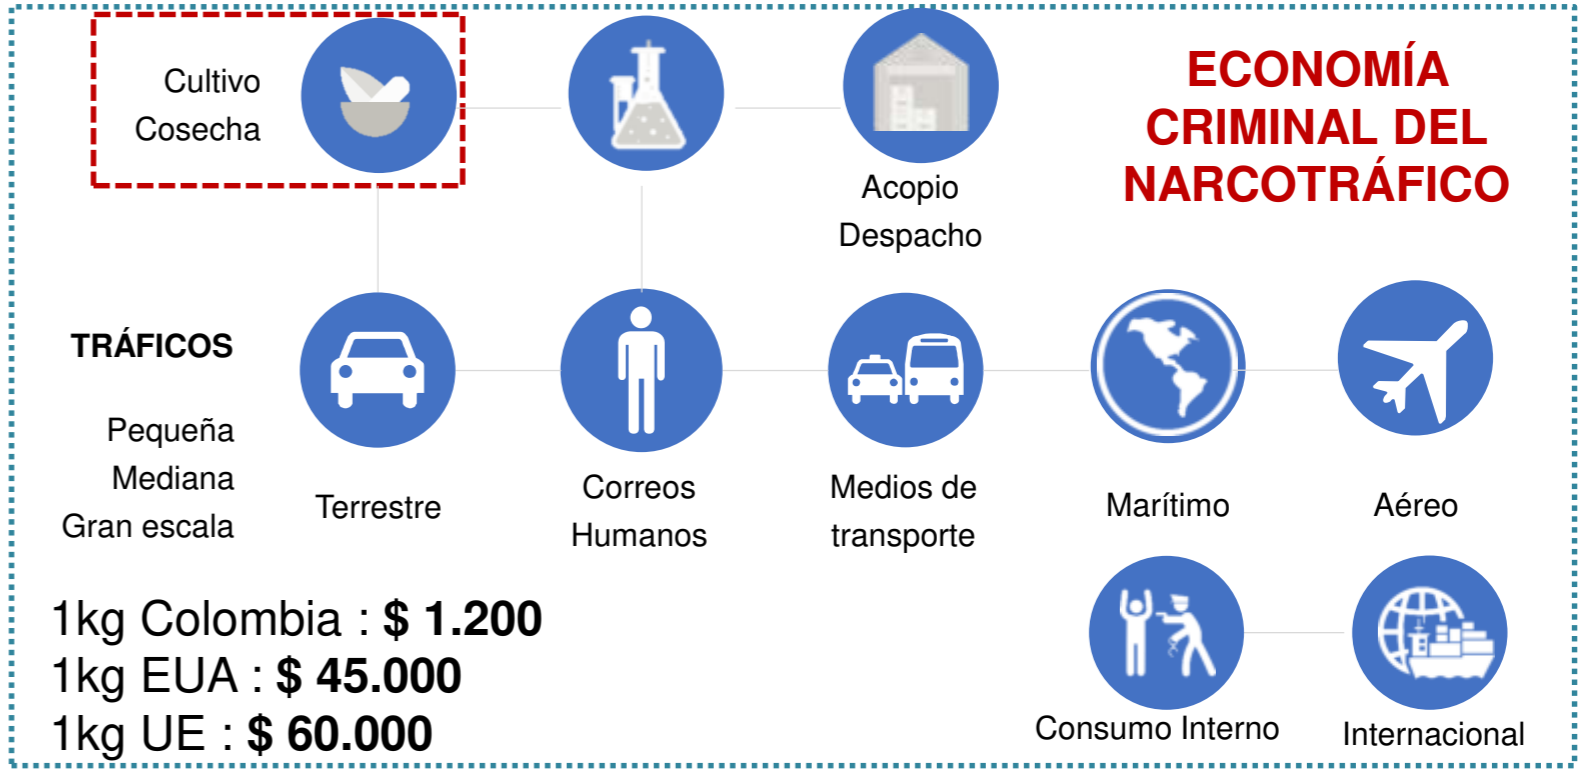 Cultivo
Cosecha
ECONOMÍA
CRIMINAL DEL
NARCOTRÁFICO
Acopio
Despacho
TRÁFICOS
Pequeña
Mediana
Gran escala
Terrestre
Correos
Humanos
Medios de
transporte
Marítimo
Aéreo
1kg Colombia : $ 1.200
1kg EUA : $ 45.000
1kg UE : $ 60.000
Consumo Interno
Internacional